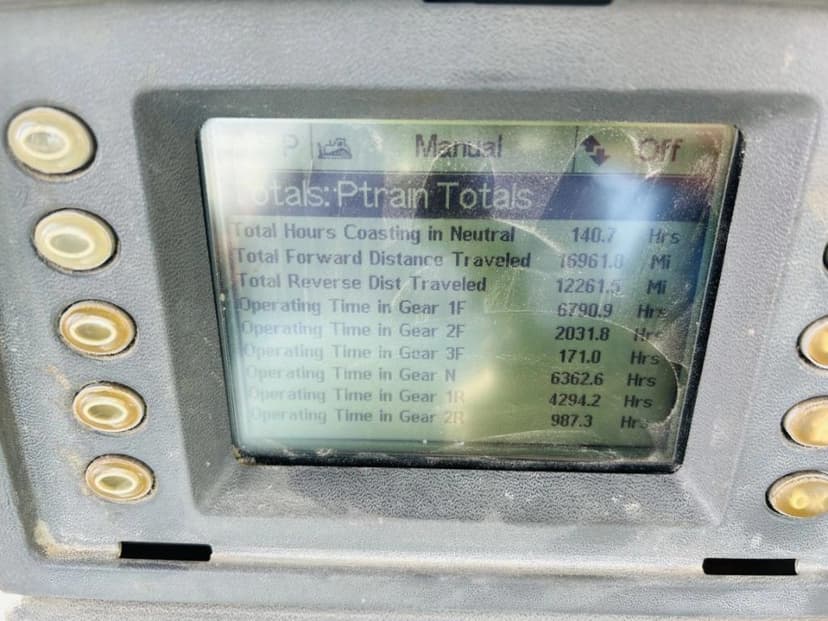 P Manual Off
Totals: Ptrain Totals
Total Hours Coasting in Neutral 140.7 Hrs
Total Forward Distance Traveled 16961.8 Mi
Total Reverse Dist Traveled 12261.5 Mi
Operating Time in Gear 1F 6790.9 Hrs
Operating Time in Gear 2F 2031.8 Hrs
Operating Time in Gear 3F 171.0 Hrs
Operating Time in Gear N 6362.6 Hrs
Operating Time in Gear 1R 4294.2 Hrs
Operating Time in Gear 2R 987.3 Hrs